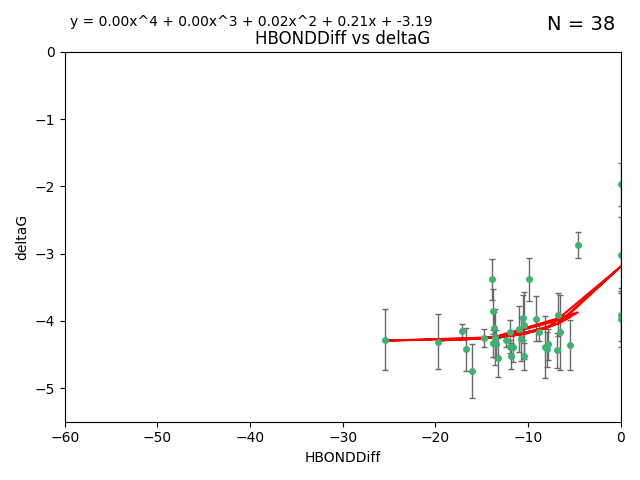 y = 0.00x^4 + 0.00x^3 + 0.02x^2 + 0.21x + -3.19
N = 38
HBONDDiff vs deltaG
0
−1
−2
−3
−4
−5
deltaG
−60 −50 −40 −30 −20 −10 0
HBONDDiff